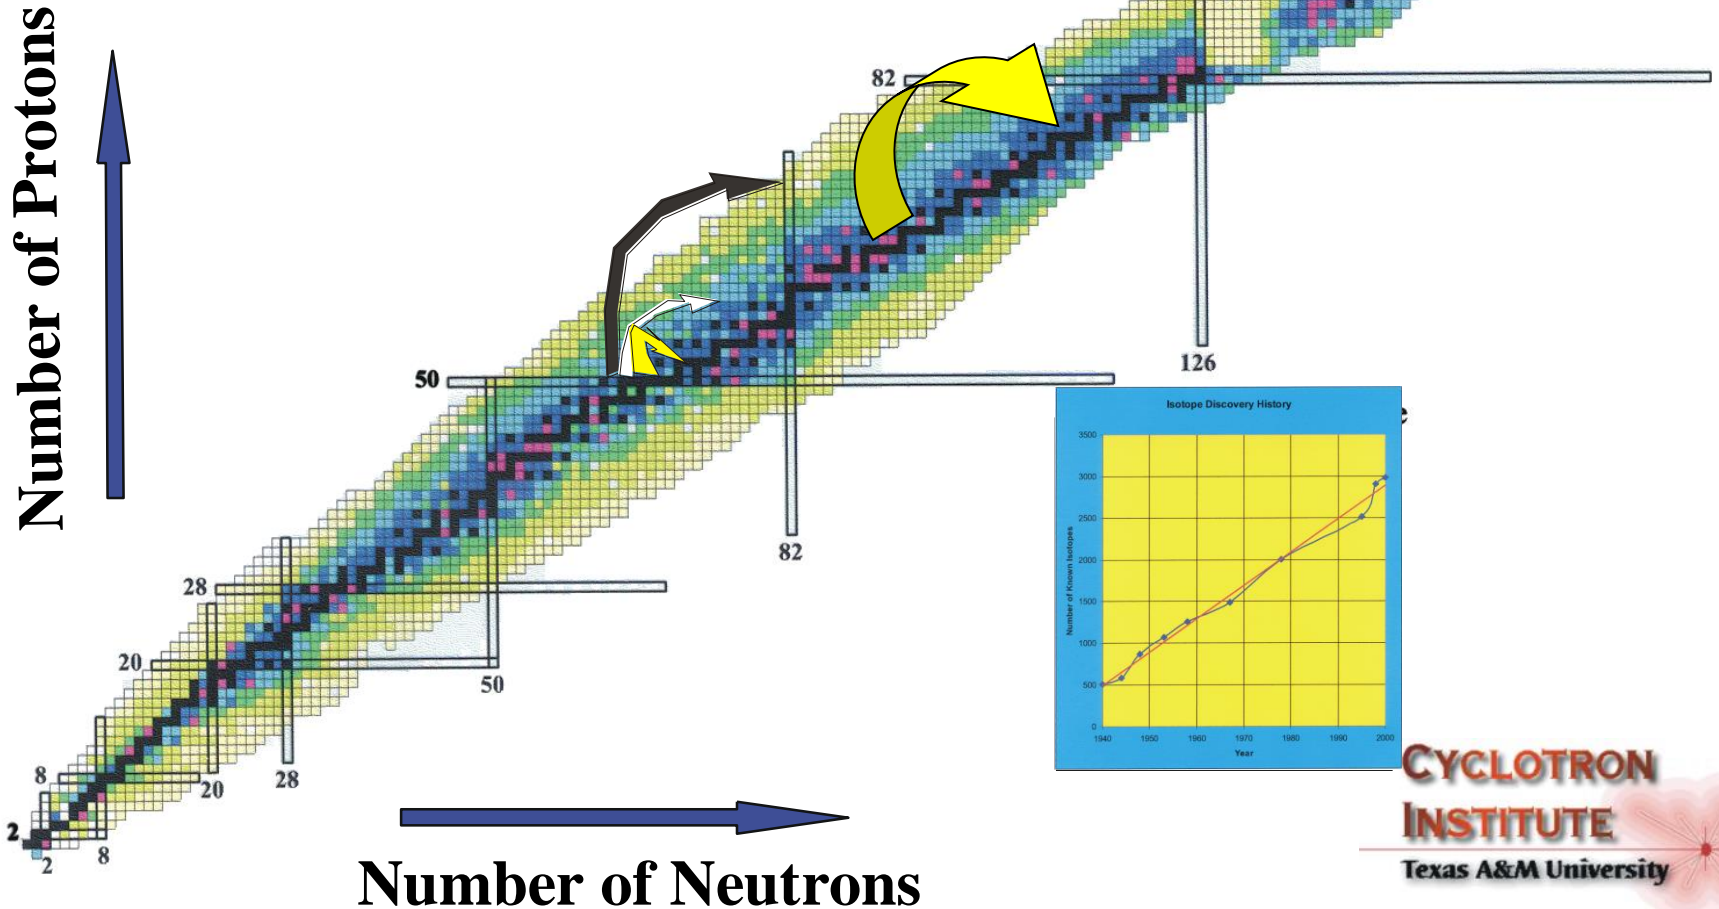 Number of Protons
82
126
50
82
28
20
50
28
20
8
8
2
2
Number of Neutrons
e
Isotope Discovery History
Number of Known Isotopes
3500
3000
2500
2000
1500
1000
500
0
1940 1950 1960 1970 1980 1990 2000
Year
CYCLOTRON
INSTITUTE
Texas A&M University